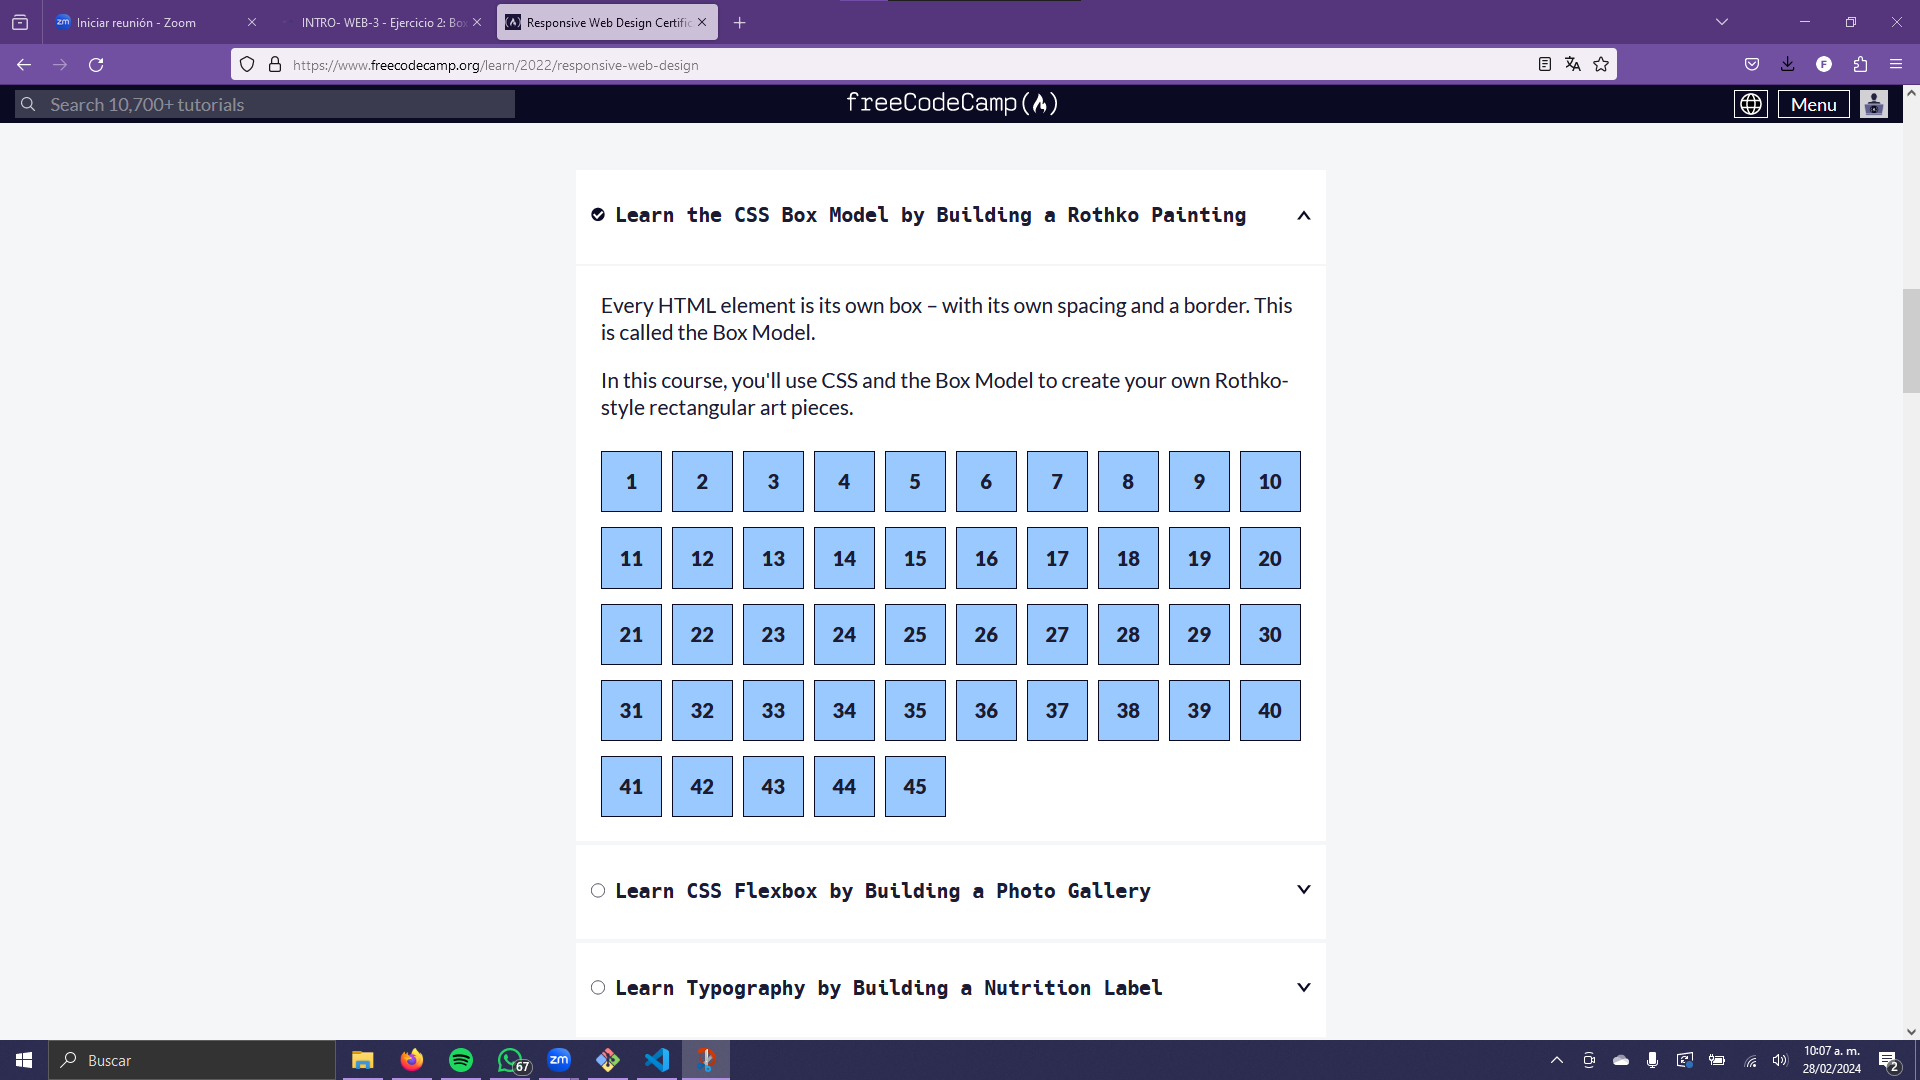 Iniciar reunión - Zoom
INTRO- WEB-3 - Ejercicio 2: Bo
Responsive Web Design Certific
https://www.freecodecamp.org/learn/2022/responsive-web-design
F
Search 10,700+ tutorials
freeCodeCamp
Menu
Learn the CSS Box Model by Building a Rothko Painting
Every HTML element is its own box – with its own spacing and a border. This
is called the Box Model.
In this course, you'll use CSS and the Box Model to create your own Rothko-
style rectangular art pieces.
1 2 3 4 5 6 7 8 9 10
11 12 13 14 15 16 17 18 19 20
21 22 23 24 25 26 27 28 29 30
31 32 33 34 35 36 37 38 39 40
41 42 43 44 45
Learn CSS Flexbox by Building a Photo Gallery
Learn Typography by Building a Nutrition Label
Buscar
67
zm
10:07 a. m.
28/02/2024
2